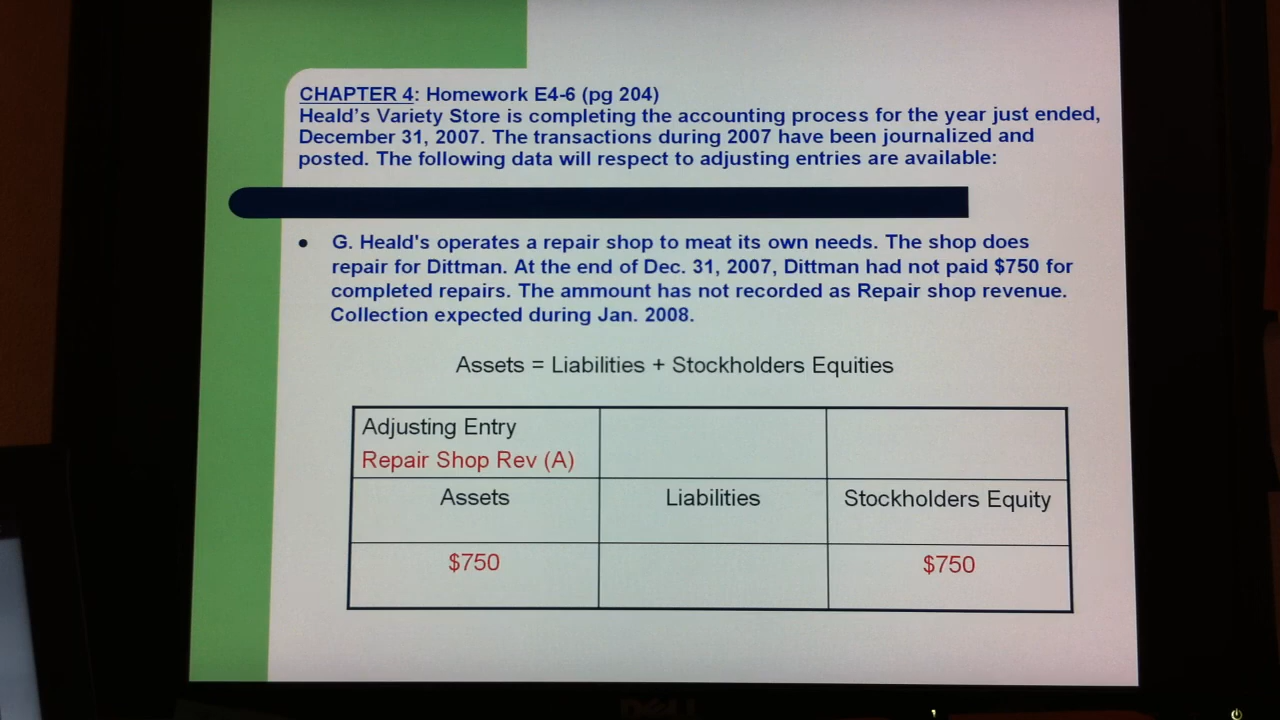 CHAPTER 4: Homework E4-6 (pg 204)
Heald's Variety Store is completing the accounting process for the year just ended,
December 31, 2007. The transactions during 2007 have been journalized and
posted. The following data will respect to adjusting entries are available:
• G. Heald's operates a repair shop to meat its own needs. The shop does
repair for Dittman. At the end of Dec. 31, 2007, Dittman had not paid $750 for
completed repairs. The ammount has not recorded as Repair shop revenue.
Collection expected during Jan. 2008.
Assets = Liabilities + Stockholders Equities
Adjusting Entry
Repair Shop Rev (A)
Assets Liabilities Stockholders Equity
$750 $750
DELL